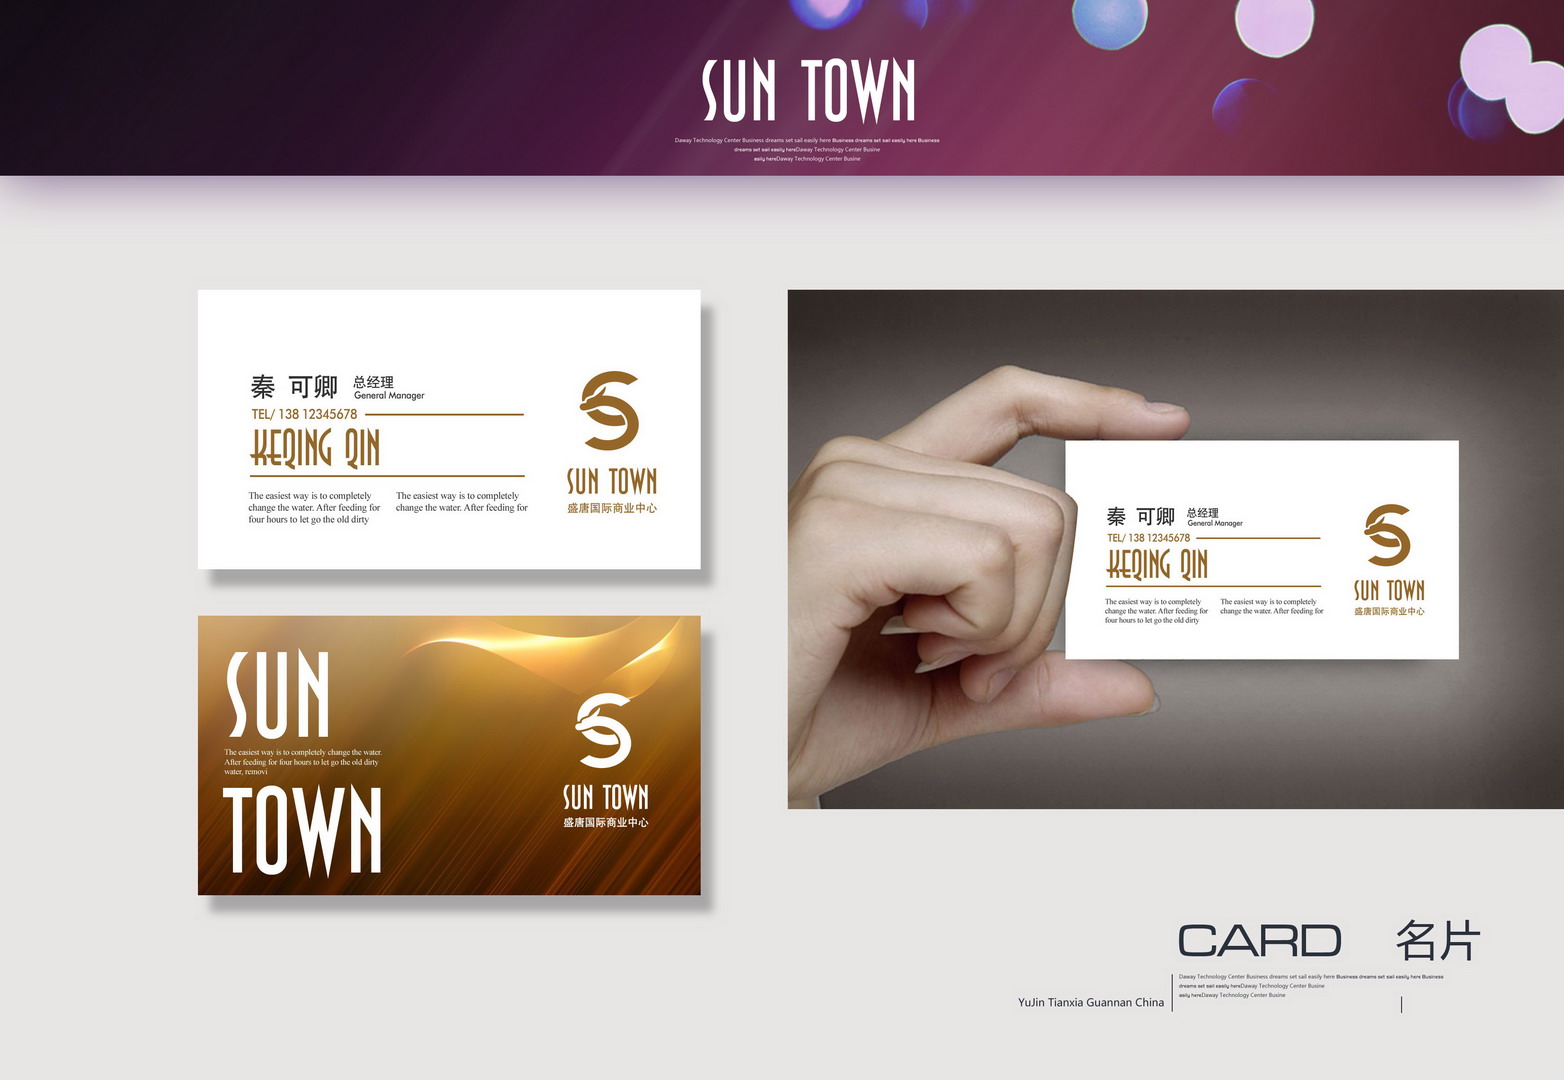 SUN TOWN
Daway Technology Center Business dreams set sail easily here Business dreams set sail easily here Business
dreams set sail easily hereDaway Technology Center Busine
asily hereDaway Technology Center Busine
秦 可卿 总经理
General Manager
TEL/ 138 12345678
KEQING QIN
The easiest way is to completely
change the water. After feeding for
four hours to let go the old dirty
The easiest way is to completely
change the water. After feeding for
SUN TOWN
盛唐国际商业中心
秦 可卿 总经理
General Manager
TEL/ 138 12345678
KEQING QIN
The easiest way is to completely
change the water. After feeding for
four hours to let go the old dirty
The easiest way is to completely
change the water. After feeding for
SUN TOWN
盛唐国际商业中心
SUN
The easiest way is to completely change the water.
After feeding for four hours to let go the old dirty
water, removi
TOWN
SUN TOWN
盛唐国际商业中心
CARD 名片
Daway Technology Center Business dreams set sail easily here Business dreams set sail easily here Business
dreams set sail easily hereDaway Technology Center Busine
asily hereDaway Technology Center Busine
YuJin Tianxia Guannan China